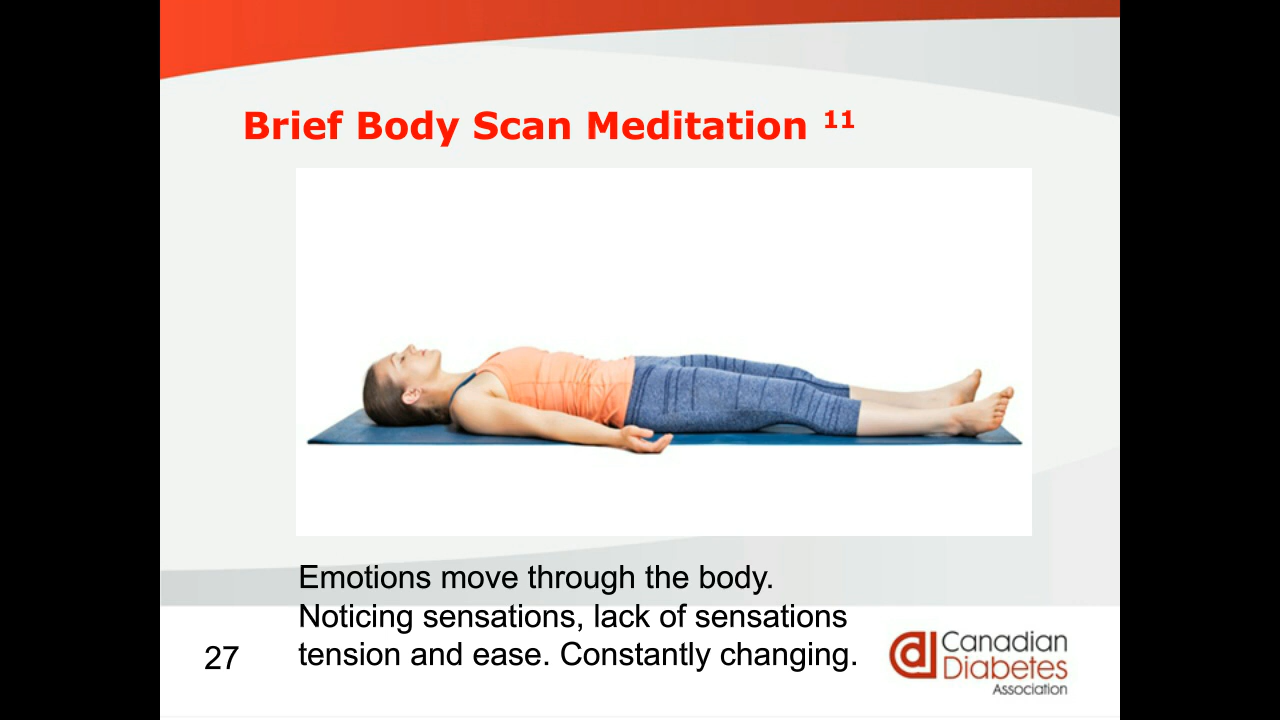 Brief Body Scan Meditation 11
Emotions move through the body.
Noticing sensations, lack of sensations
tension and ease. Constantly changing.
27
Canadian
Diabetes
Association